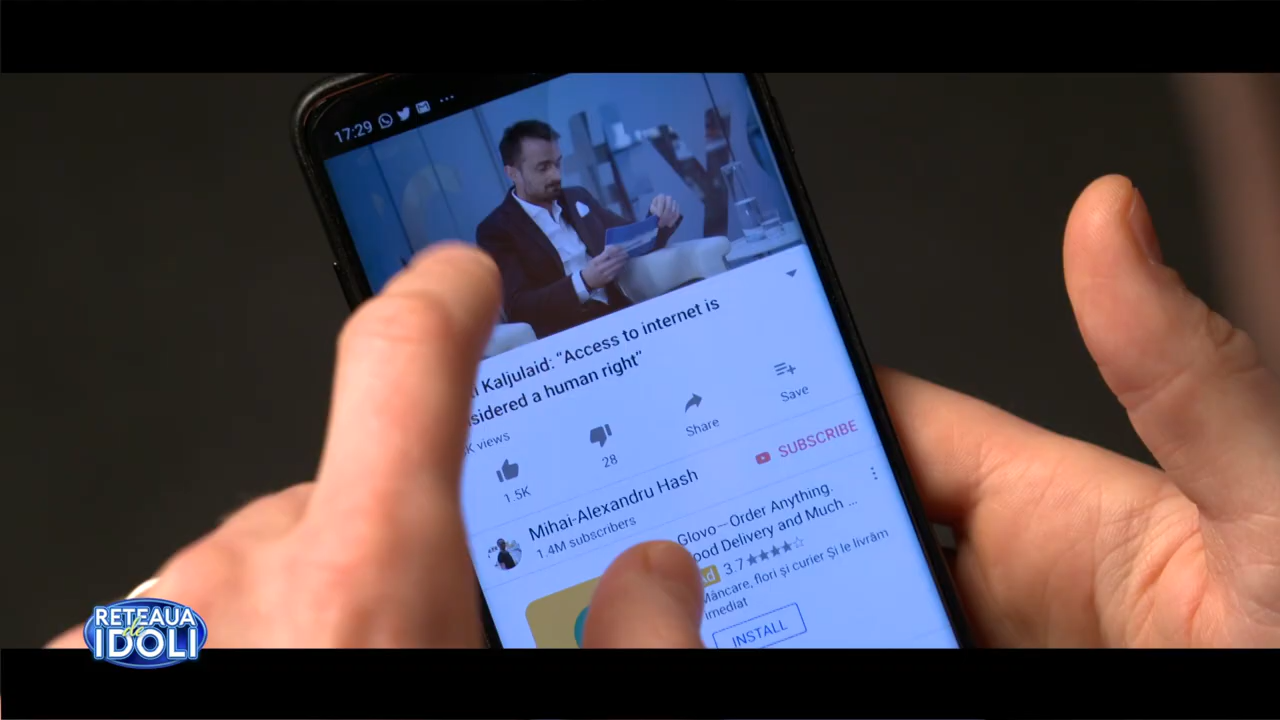 17:29
Kaljulaid: “Access to internet is
a human right”
views
1.5K
28
Share
Save
Mihai-Alexandru Hash
1.4M subscribers
SUBSCRIBE
Glovo—Order Anything.
Food Delivery and Much ...
Ad 3.7
Mâncare, flori și curier Și le livrăm
imediat
INSTALL
RETEAUA
de
IDOLI